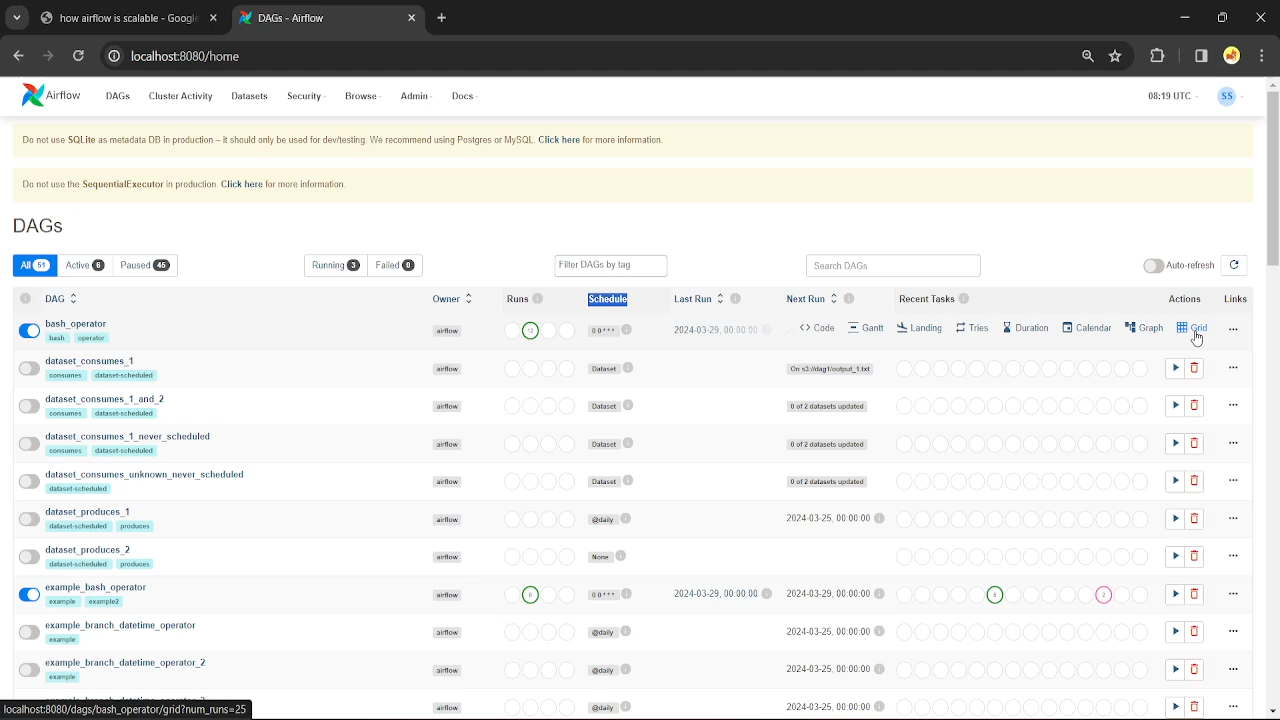 how airflow is scalable - Google
DAGs - Airflow
localhost:8080/home
Airflow DAGs Cluster Activity Datasets Security Browse Admin Docs 08:19 UTC SS
Do not use SQLite as metadata DB in production – it should only be used for dev/testing. We recommend using Postgres or MySQL. Click here for more information.
Do not use the SequentialExecutor in production. Click here for more information.
DAGs
All 51 Active 6 Paused 45 Running 3 Failed 0 Filter DAGs by tag Search DAGs Auto-refresh
DAG Owner Runs Schedule Last Run Next Run Recent Tasks Actions Links
bash_operator airflow 0 0 * * * 2024-03-29, 00:00:00 Code Gantt Landing Tries Duration Calendar Graph Grid
bash operator
dataset_consumes_1 airflow Dataset On s3://dag1/output_1.txt
consumes dataset-scheduled
dataset_consumes_1_and_2 airflow Dataset 0 of 2 datasets updated
consumes dataset-scheduled
dataset_consumes_1_never_scheduled airflow Dataset 0 of 2 datasets updated
consumes dataset-scheduled
dataset_consumes_unknown_never_scheduled airflow Dataset 0 of 2 datasets updated
dataset-scheduled
dataset_produces_1 airflow @daily 2024-03-25, 00:00:00
dataset-scheduled produces
dataset_produces_2 airflow None
dataset-scheduled produces
example_bash_operator airflow 6 0 0 * * * 2024-03-29, 00:00:00 2024-03-29, 00:00:00 2
example example2
example_branch_datetime_operator airflow @daily 2024-03-25, 00:00:00
example
example_branch_datetime_operator_2 airflow @daily 2024-03-25, 00:00:00
example
airflow @daily 2024-03-25, 00:00:00
localhost:8080/dags/bash_operator/grid?num_runs=25